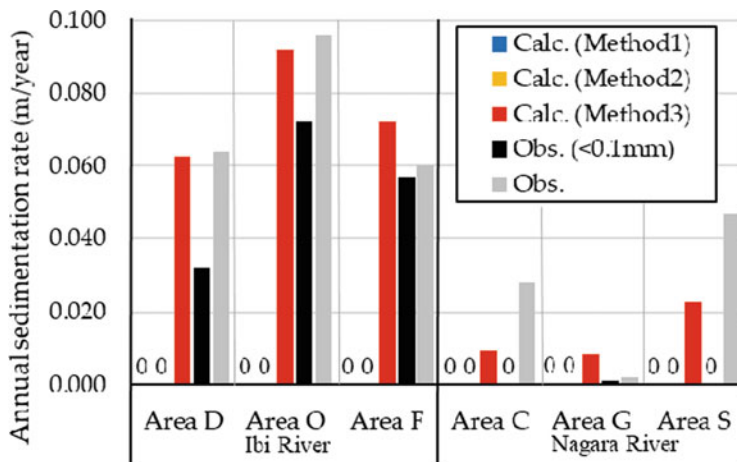 Annual sedimentation rate (m/year)
0.100
0.080
0.060
0.040
0.020
0.000
Calc. (Method1)
Calc. (Method2)
Calc. (Method3)
Obs. (<0.1mm)
Obs.
0 0 0 0 0 0 0 0 0 0 0 0 0 0
Area D Area O Area F Area C Area G Area S
Ibi River Nagara River